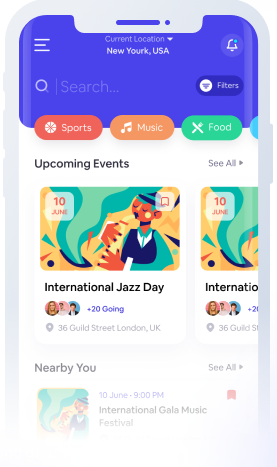 Current Location
New Yourk, USA
Search...
Filters
Sports
Music
Food
Upcoming Events
See All
10
JUNE
10
JUNE
International Jazz Day
Internatio
+20 Going
36 Guild Street London, UK
36 Guild St
Nearby You
See All
10 June - 9:00 PM
International Gala Music
Festival